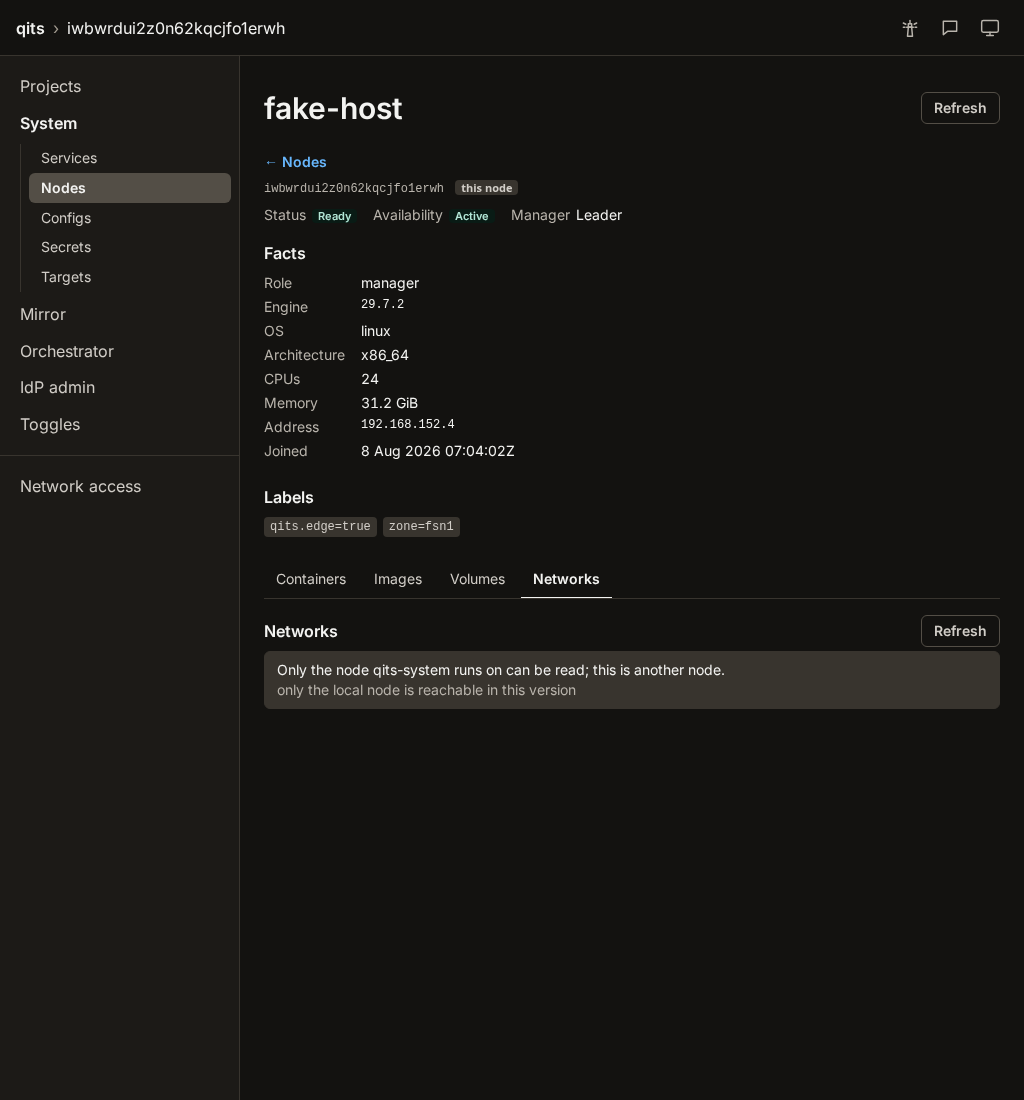 qits › iwbwrdui2z0n62kqcjfo1erwh
Projects
System
Services
Nodes
Configs
Secrets
Targets
Mirror
Orchestrator
IdP admin
Toggles
Network access
fake-host
Refresh
← Nodes
iwbwrdui2z0n62kqcjfo1erwh this node
Status Ready Availability Active Manager Leader
Facts
Role manager
Engine 29.7.2
OS linux
Architecture x86_64
CPUs 24
Memory 31.2 GiB
Address 192.168.152.4
Joined 8 Aug 2026 07:04:02Z
Labels
qits.edge=true zone=fsn1
Containers Images Volumes Networks
Networks Refresh
Only the node qits-system runs on can be read; this is another node.
only the local node is reachable in this version